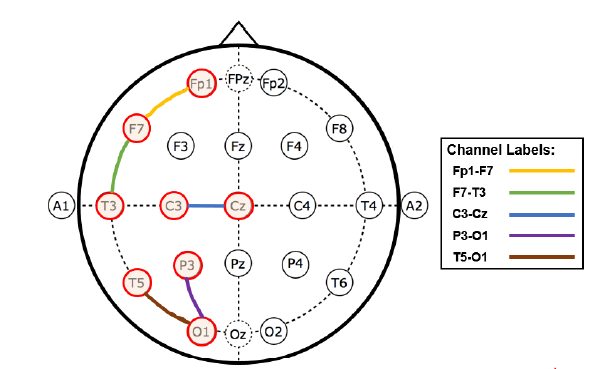 Fp1 FPz Fp2
F7 F8
F3 Fz F4
A1 T3 C3 Cz C4 T4 A2
P3 Pz P4
T5 T6
O1 Oz O2
Channel Labels:
Fp1-F7
F7-T3
C3-Cz
P3-O1
T5-O1